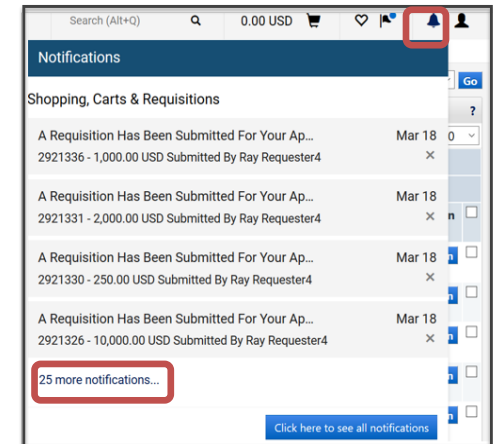 Search (Alt+Q) 0.00 USD
Notifications
Go
Shopping, Carts & Requisitions
?
A Requisition Has Been Submitted For Your Ap... Mar 18
0
2921336 - 1,000.00 USD Submitted By Ray Requester4 ×
A Requisition Has Been Submitted For Your Ap... Mar 18
2921331 - 2,000.00 USD Submitted By Ray Requester4 ×
n
A Requisition Has Been Submitted For Your Ap... Mar 18
n
2921330 - 250.00 USD Submitted By Ray Requester4 ×
n
A Requisition Has Been Submitted For Your Ap... Mar 18
2921326 - 10,000.00 USD Submitted By Ray Requester4 ×
n
25 more notifications...
n
n
Click here to see all notifications